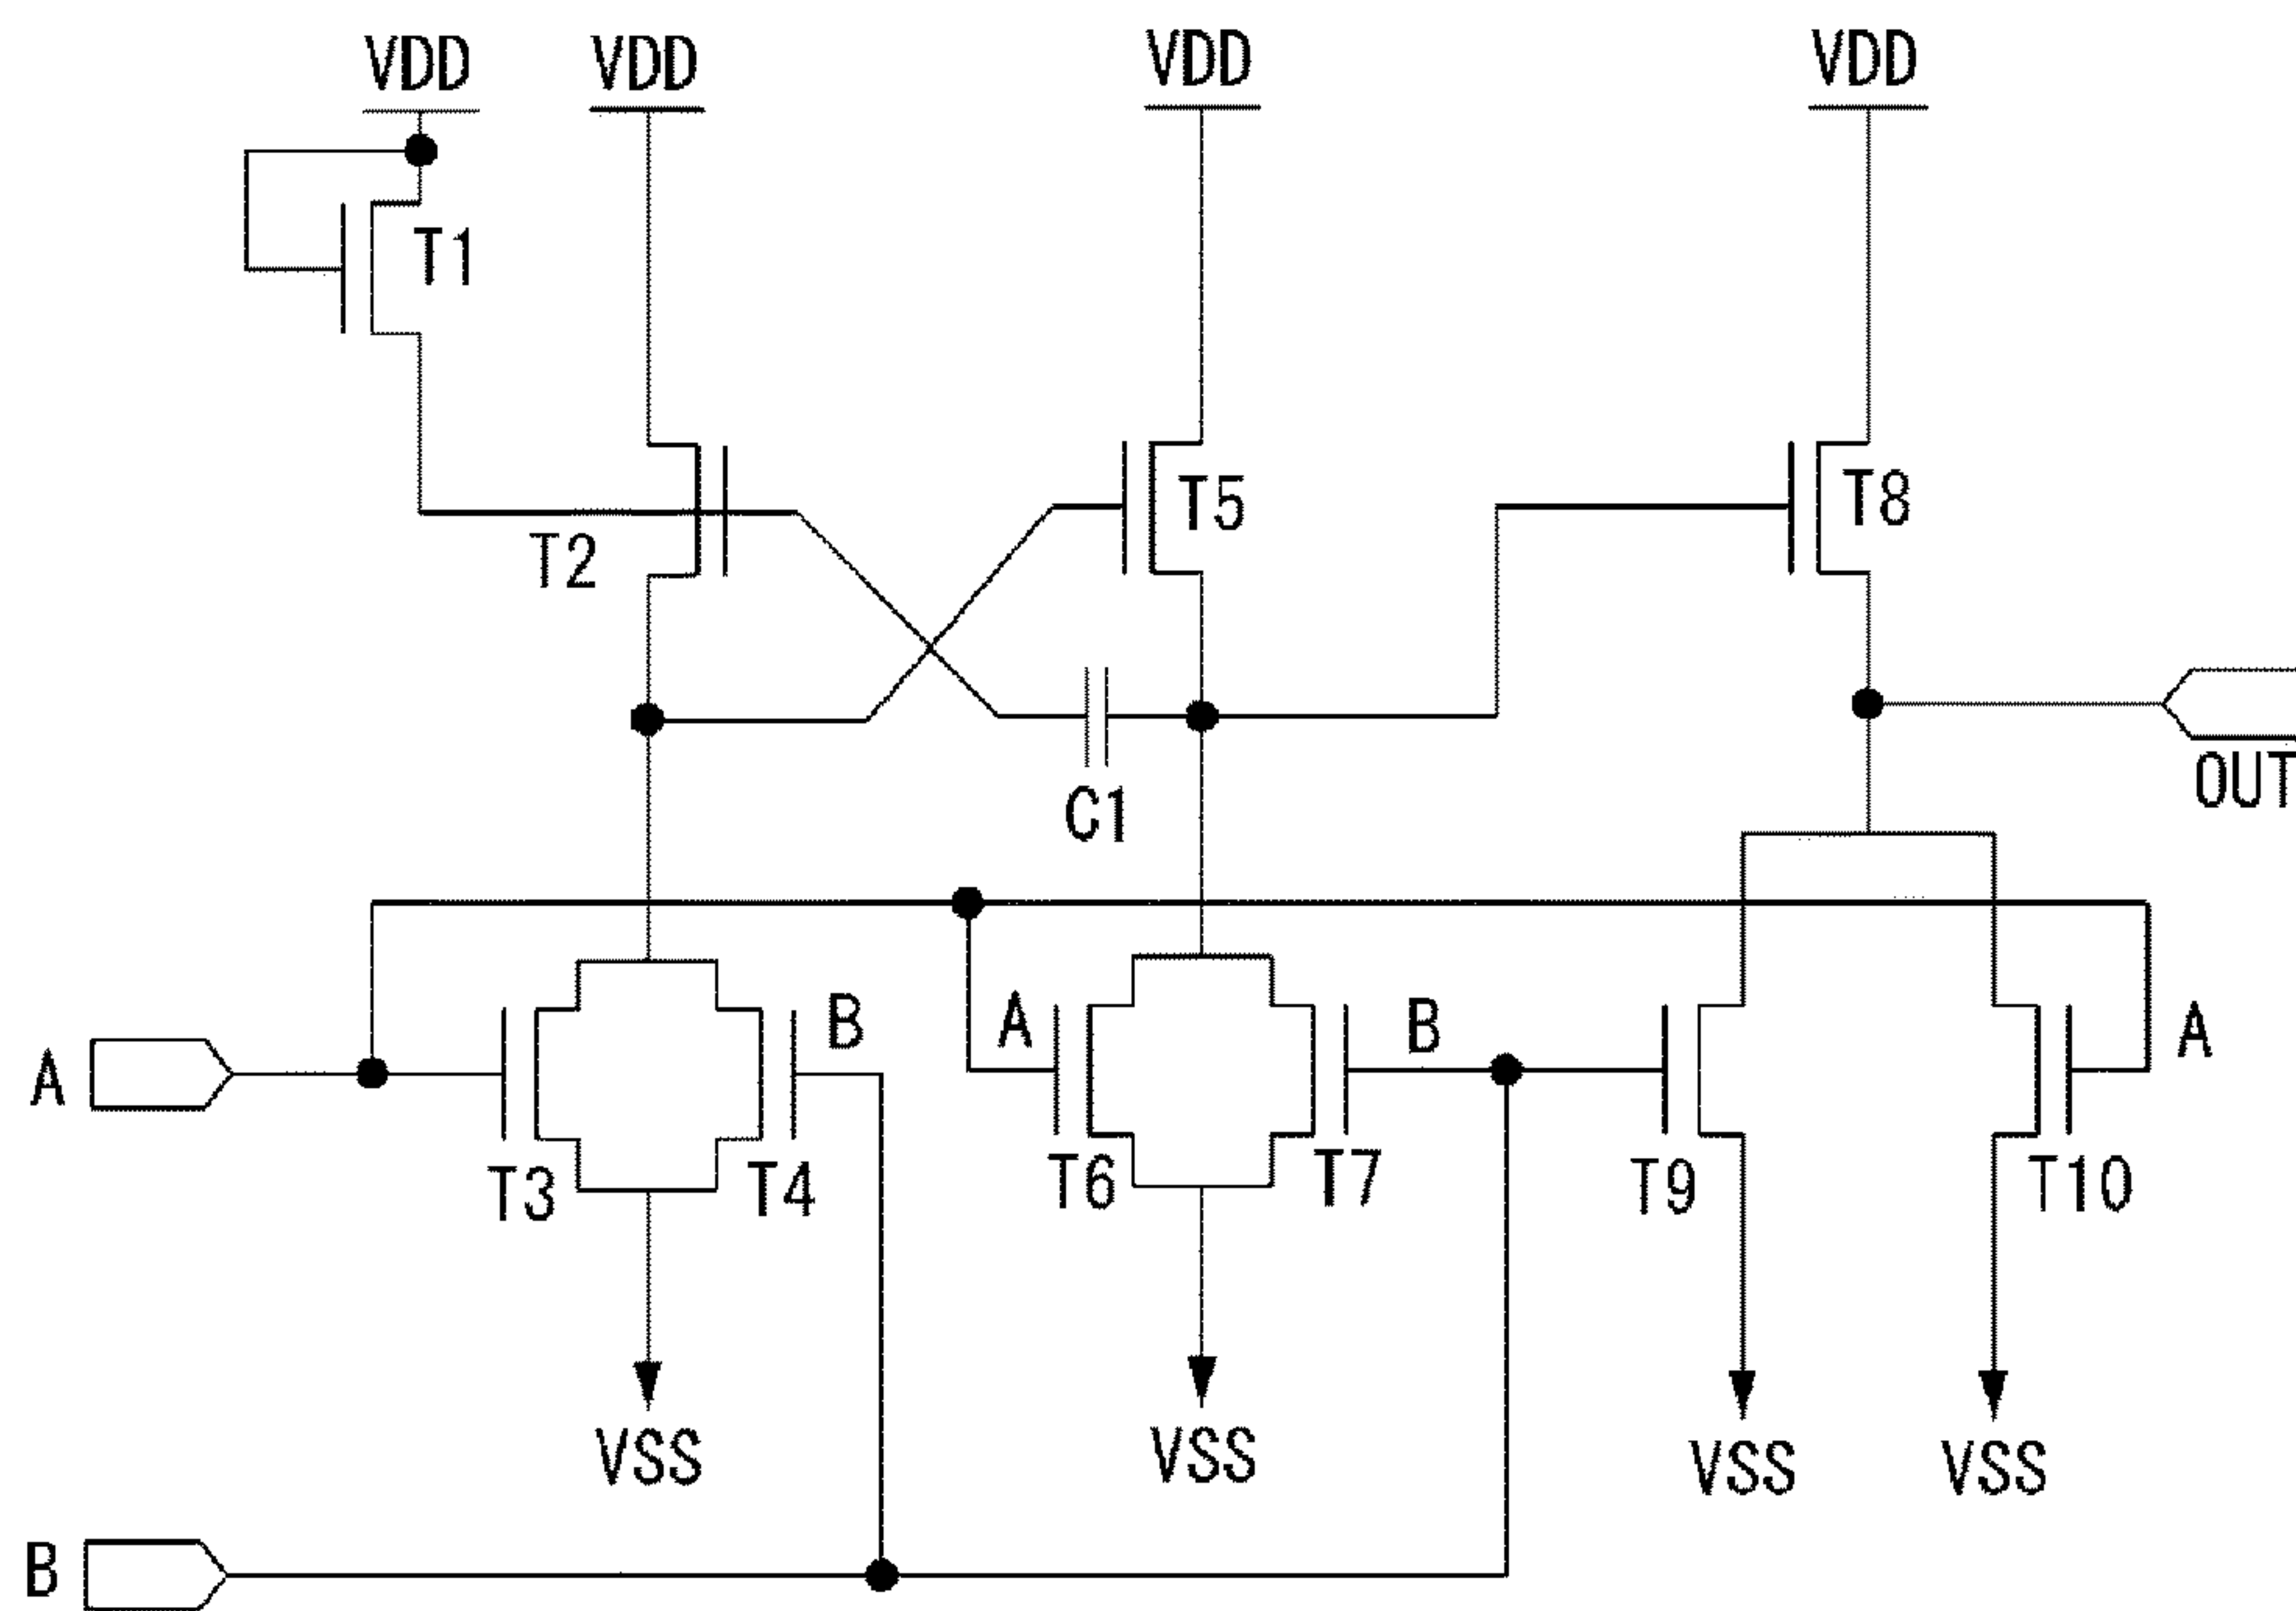 VDD VDD VDD VDD
T1
T5 T8
T2
OUT
C1
A B A B A
T3 T4 T6 T7 T9 T10
VSS VSS VSS VSS
B